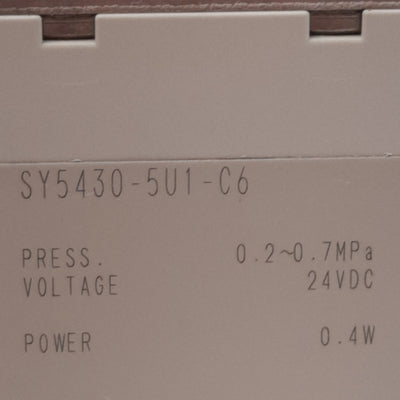 SY5430-5U1-C6
PRESS. 0.2~0.7MPa
VOLTAGE 24VDC
POWER 0.4W